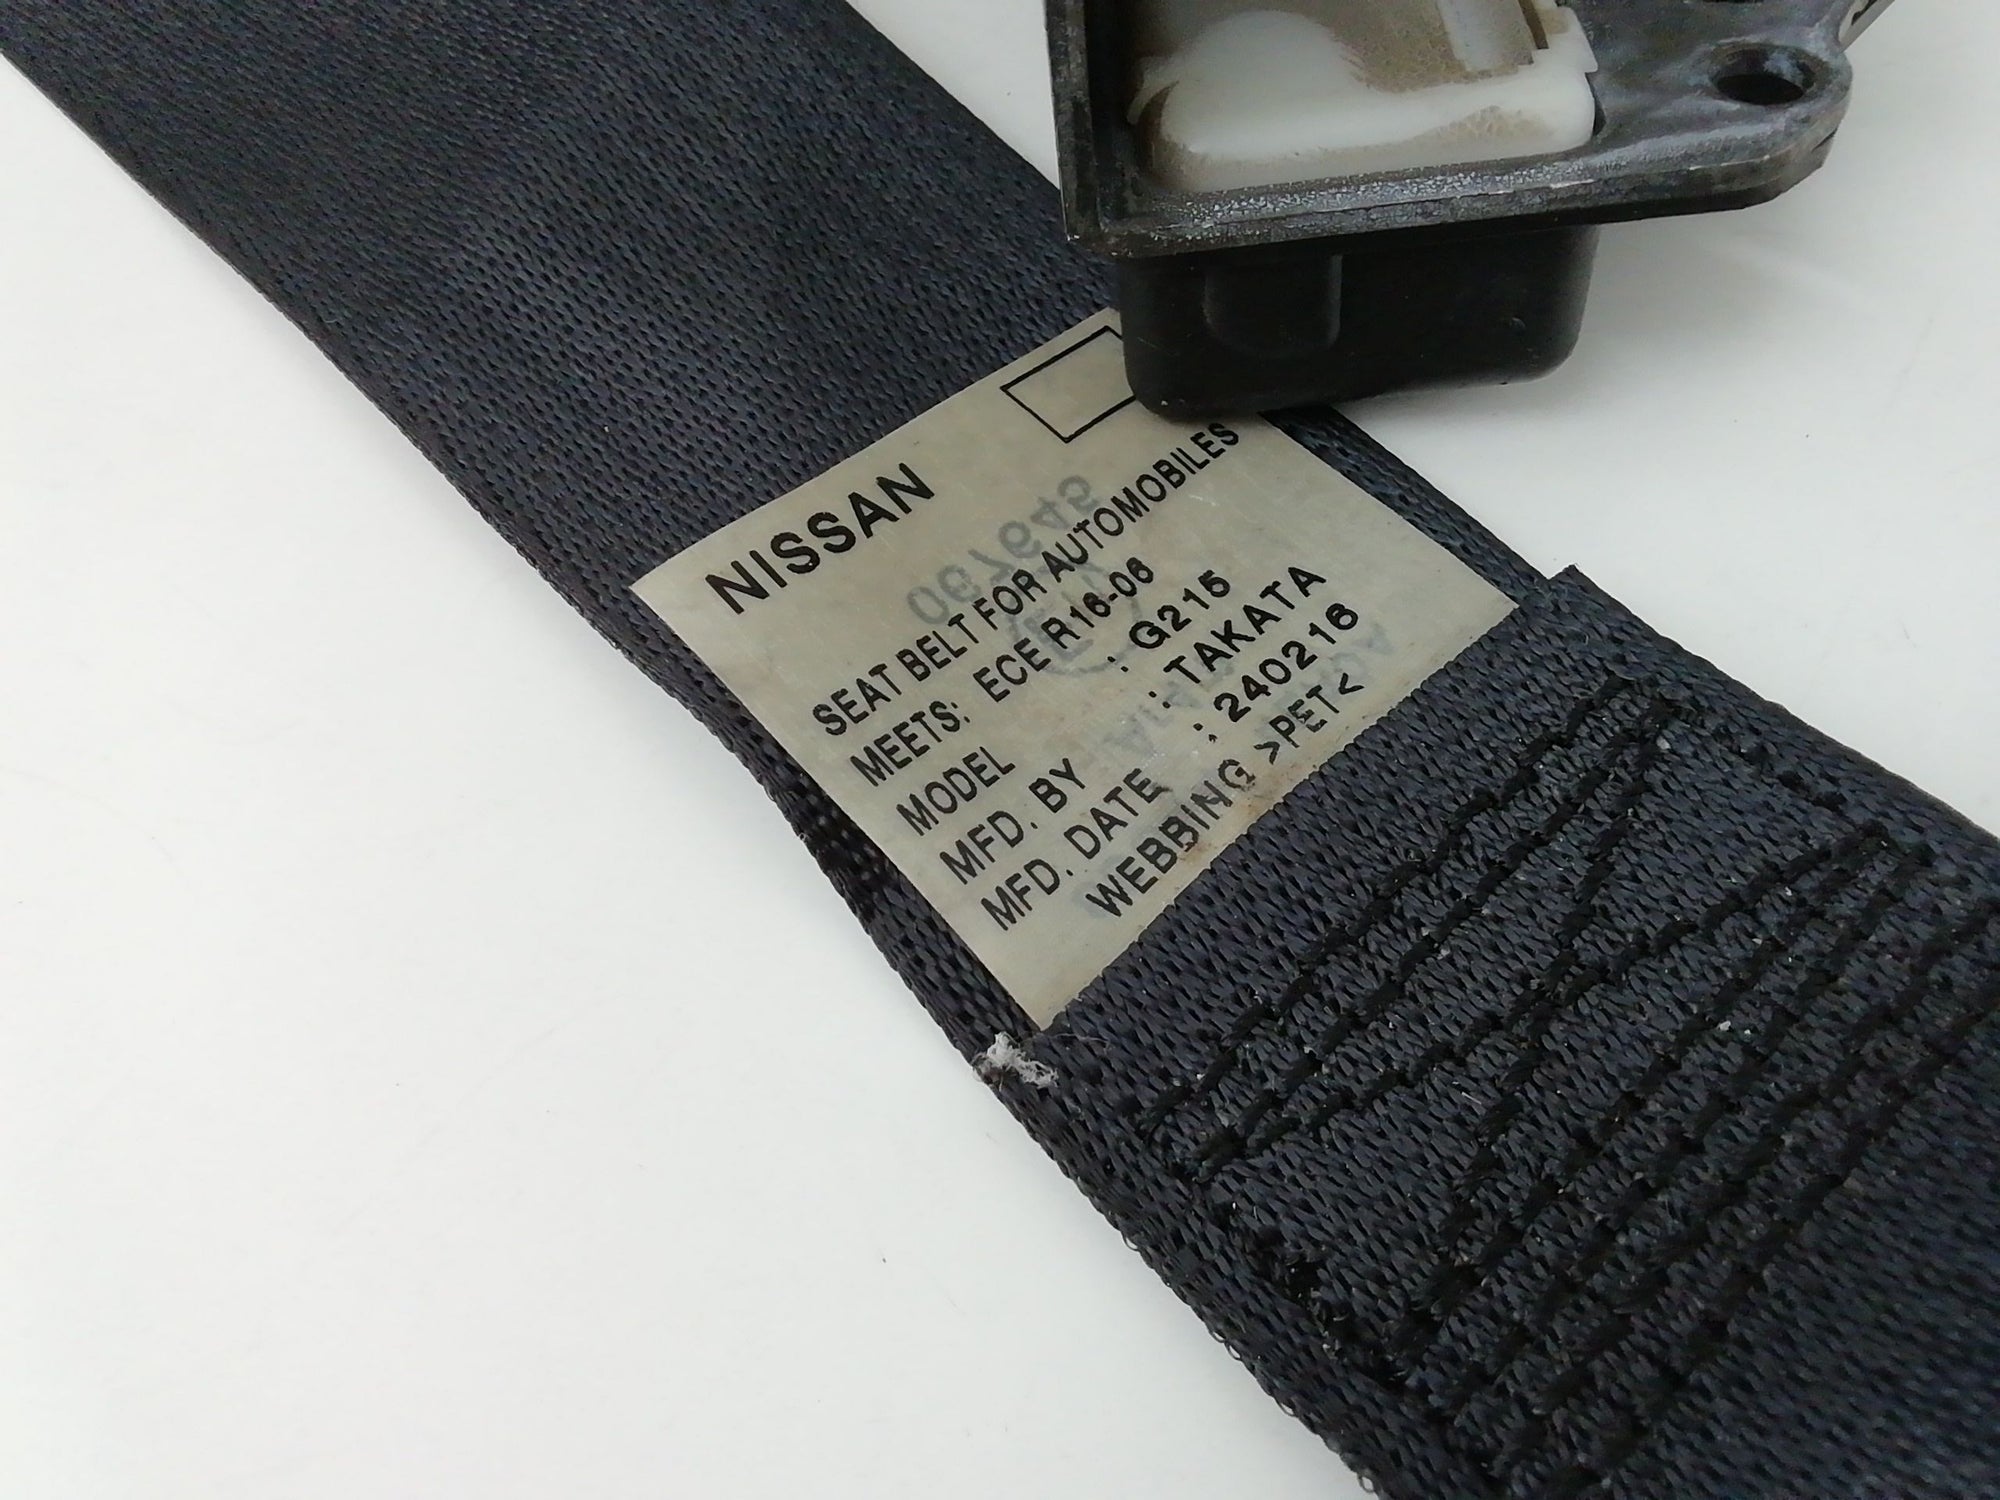 NISSAN
SEAT BELT FOR AUTOMOBILES
MEETS: ECE R16-06
MODEL : G215
MFD. BY : TAKATA
MFD. DATE : 240216
WEBBING >PET<
067645